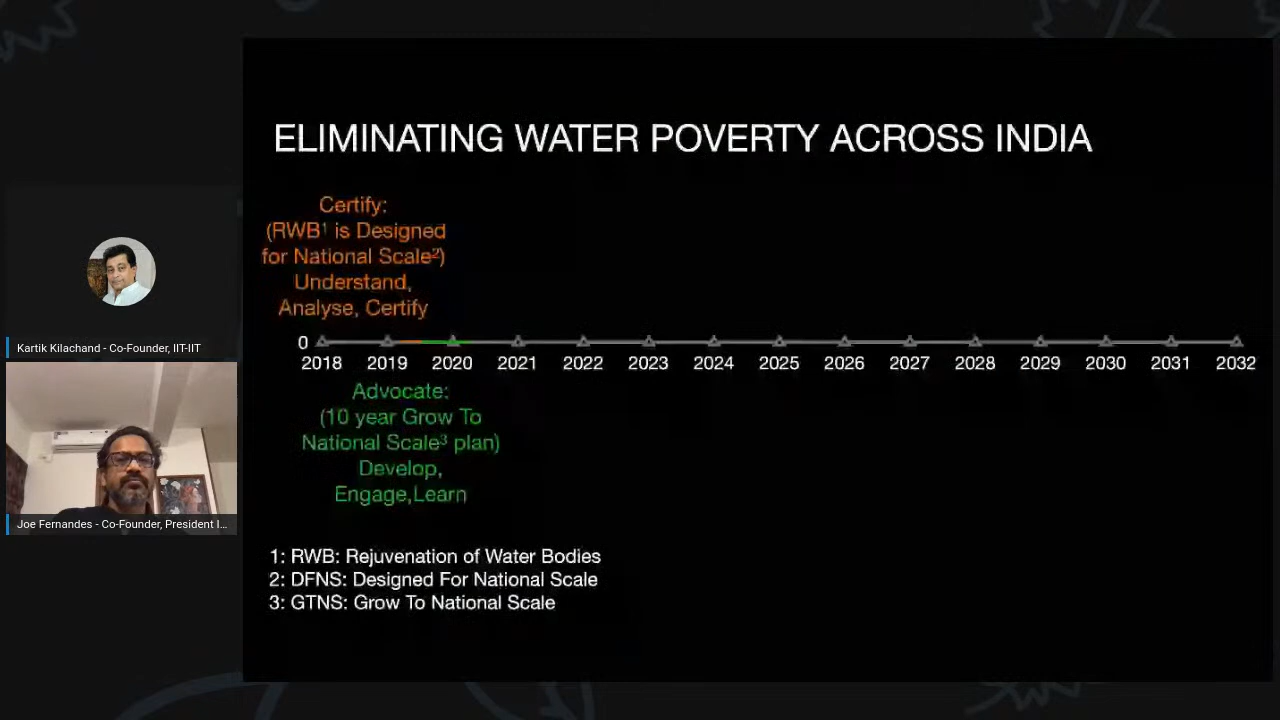 ELIMINATING WATER POVERTY ACROSS INDIA
Certify:
(RWB¹ is Designed
for National Scale²)
Understand,
Analyse, Certify
0
2018 2019 2020 2021 2022 2023 2024 2025 2026 2027 2028 2029 2030 2031 2032
Advocate:
(10 year Grow To
National Scale³ plan)
Develop,
Engage,Learn
1: RWB: Rejuvenation of Water Bodies
2: DFNS: Designed For National Scale
3: GTNS: Grow To National Scale
Kartik Kilachand - Co-Founder, IIT-IIT
Joe Fernandes - Co-Founder, President I...